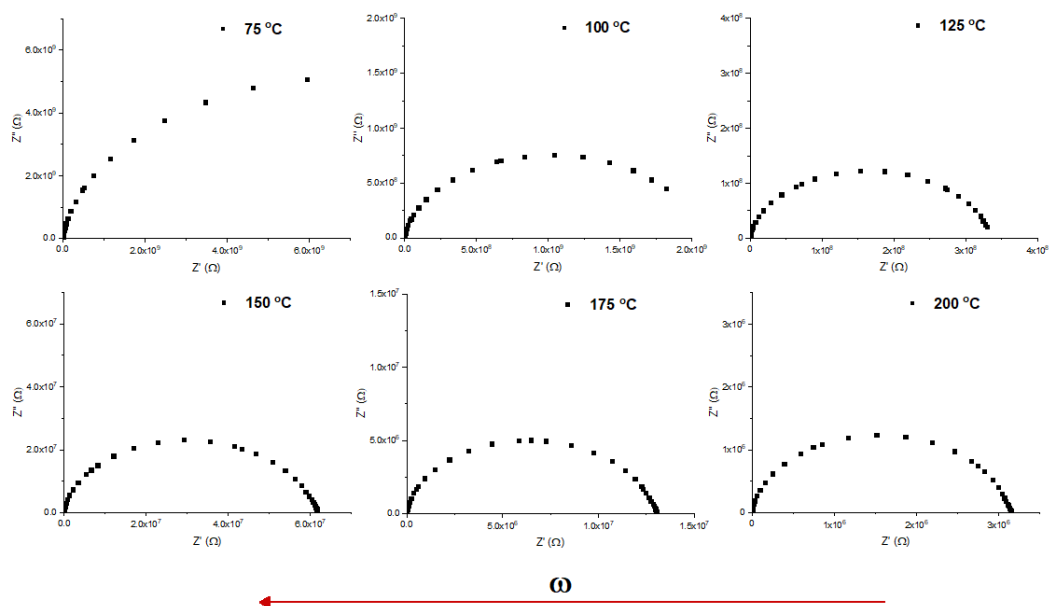 75 °C
6.0x10⁹
4.0x10⁹
2.0x10⁹
0.0
Z'' (Ω)
0.0 2.0x10⁹ 4.0x10⁹ 6.0x10⁹
Z' (Ω)
100 °C
2.0x10⁹
1.5x10⁹
1.0x10⁹
5.0x10⁸
0.0
Z'' (Ω)
0.0 5.0x10⁸ 1.0x10⁹ 1.5x10⁹ 2.0x10⁹
Z' (Ω)
125 °C
4x10⁸
3x10⁸
2x10⁸
1x10⁸
0
Z'' (Ω)
0 1x10⁸ 2x10⁸ 3x10⁸ 4x10⁸
Z' (Ω)
150 °C
6.0x10⁷
4.0x10⁷
2.0x10⁷
0.0
Z'' (Ω)
0.0 2.0x10⁷ 4.0x10⁷ 6.0x10⁷
Z' (Ω)
175 °C
1.5x10⁷
1.0x10⁷
5.0x10⁶
0.0
Z'' (Ω)
0.0 5.0x10⁶ 1.0x10⁷ 1.5x10⁷
Z' (Ω)
200 °C
3x10⁶
2x10⁶
1x10⁶
0
Z'' (Ω)
0 1x10⁶ 2x10⁶ 3x10⁶
Z' (Ω)
ω